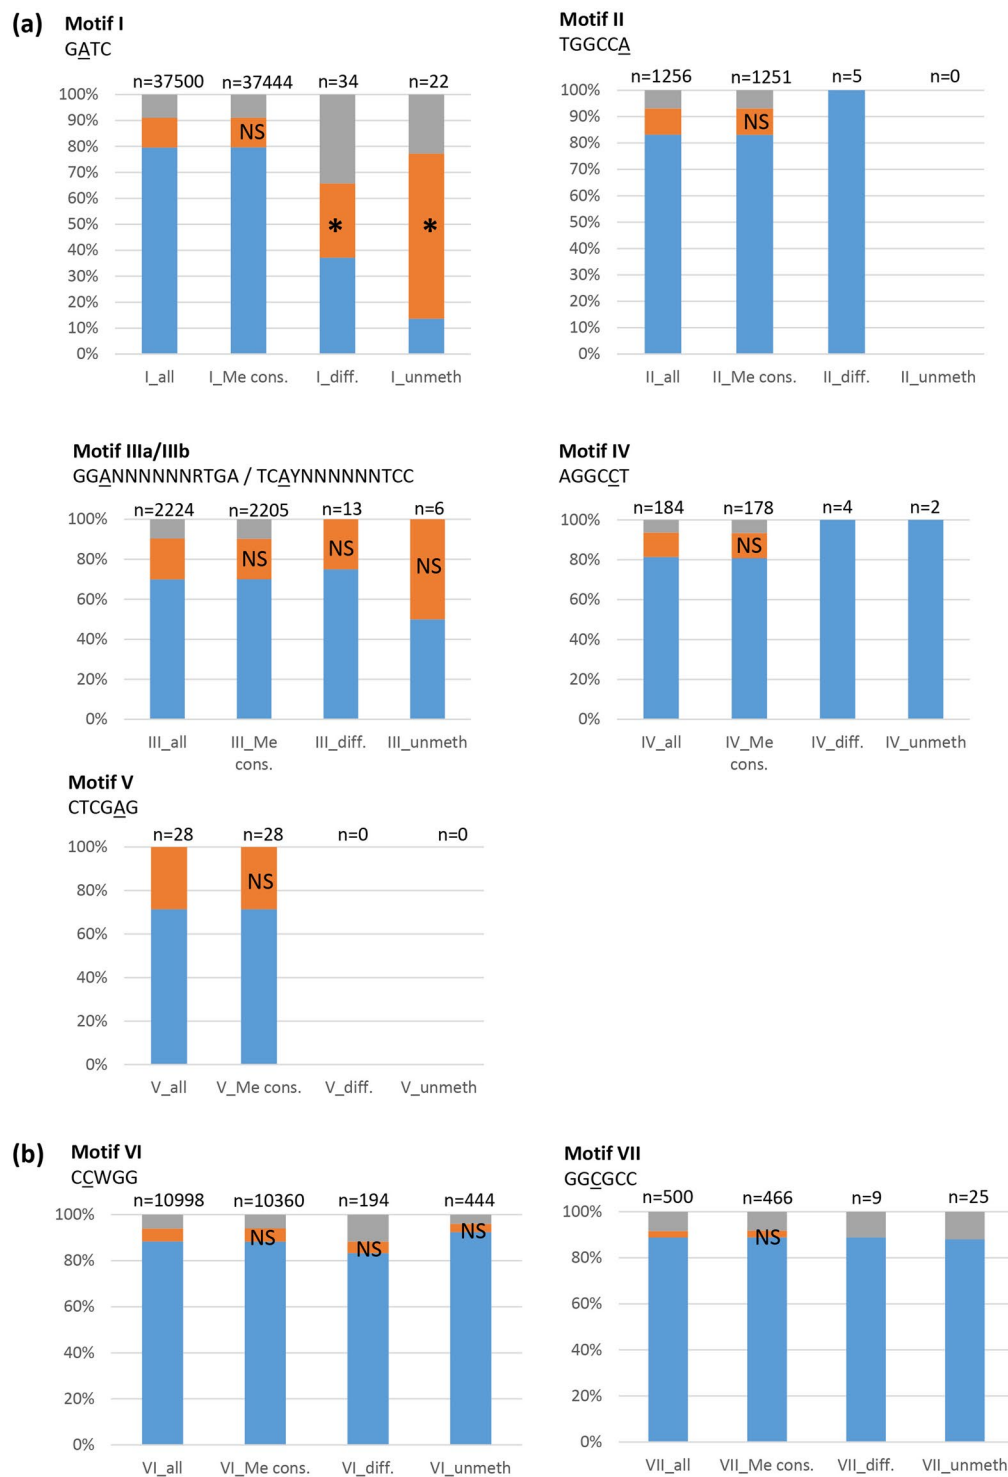 (a)
Motif I
GATC
n=37500 n=37444 n=34 n=22
100%
90%
80%
70%
60%
50%
40%
30%
20%
10%
0%
NS
*
*
I_all I_Me cons. I_diff. I_unmeth
Motif II
TGGCCA
n=1256 n=1251 n=5 n=0
100%
90%
80%
70%
60%
50%
40%
30%
20%
10%
0%
NS
II_all II_Me cons. II_diff. II_unmeth
Motif IIIa/IIIb
GGANNNNNNRTGA / TCAYNNNNNNTCC
n=2224 n=2205 n=13 n=6
100%
80%
60%
40%
20%
0%
NS NS NS
III_all III_Me III_diff. III_unmeth
cons.
Motif IV
AGGCCT
n=184 n=178 n=4 n=2
100%
80%
60%
40%
20%
0%
NS
IV_all IV_Me IV_diff. IV_unmeth
cons.
Motif V
CTCGAG
n=28 n=28 n=0 n=0
100%
80%
60%
40%
20%
0%
NS
V_all V_Me cons. V_diff. V_unmeth
(b)
Motif VI
CCWGG
n=10998 n=10360 n=194 n=444
100%
80%
60%
40%
20%
0%
NS NS NS
VI_all VI_Me cons. VI_diff. VI_unmeth
Motif VII
GGCGCC
n=500 n=466 n=9 n=25
100%
80%
60%
40%
20%
0%
NS
VII_all VII_Me cons. VII_diff. VII_unmeth